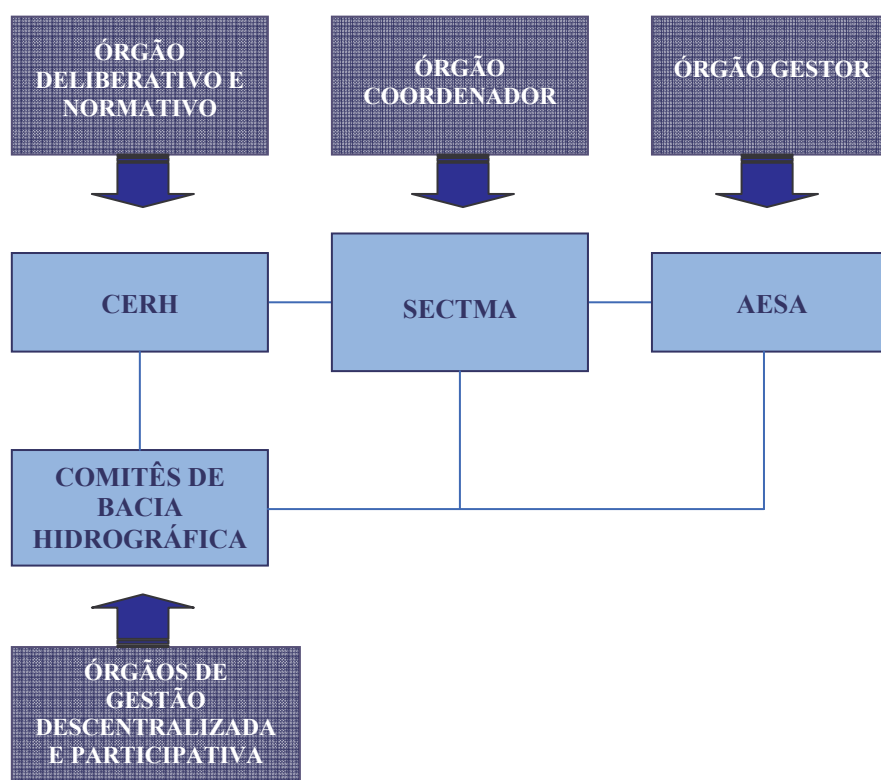 ÓRGÃO
DELIBERATIVO E
NORMATIVO
ÓRGÃO
COORDENADOR
ÓRGÃO GESTOR
CERH
SECTMA
AESA
COMITÊS DE
BACIA
HIDROGRÁFICA
ÓRGÃOS DE
GESTÃO
DESCENTRALIZADA
E PARTICIPATIVA